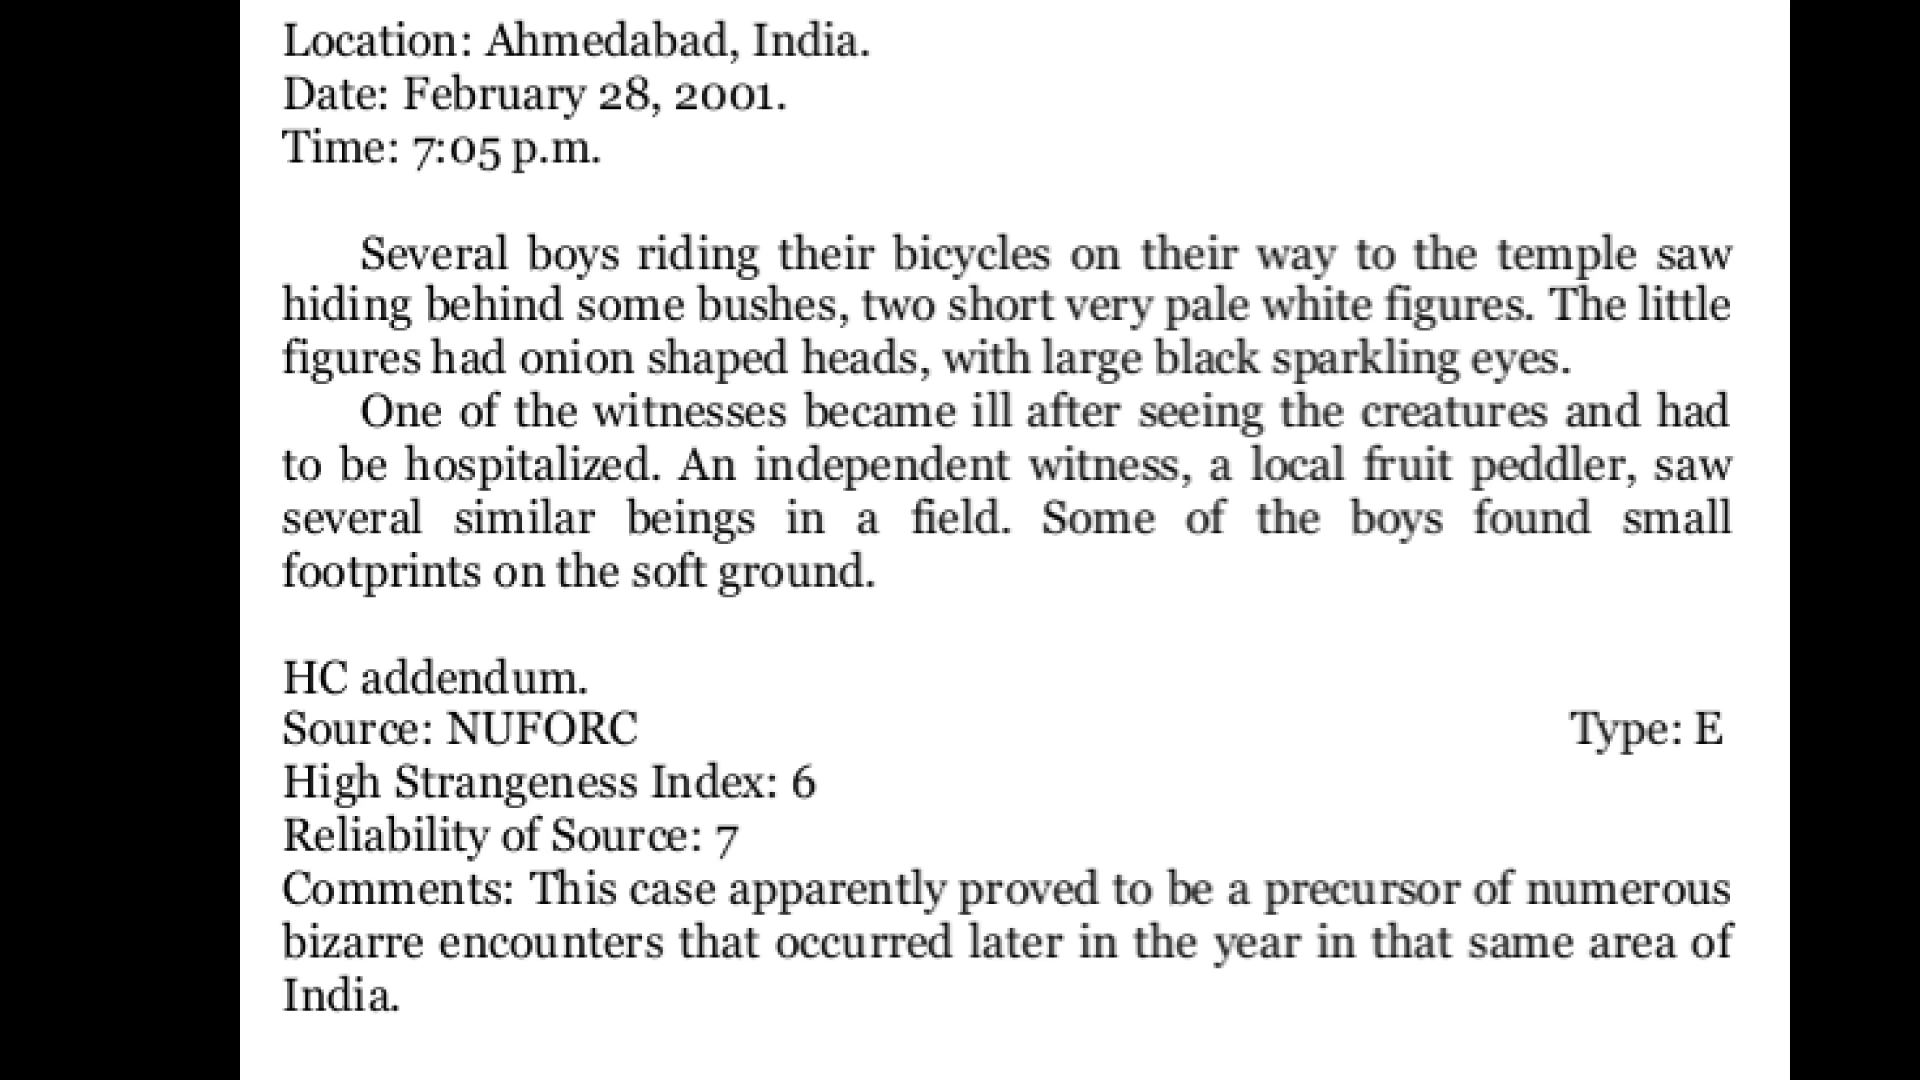 Location: Ahmedabad, India.
Date: February 28, 2001.
Time: 7:05 p.m.
Several boys riding their bicycles on their way to the temple saw
hiding behind some bushes, two short very pale white figures. The little
figures had onion shaped heads, with large black sparkling eyes.
One of the witnesses became ill after seeing the creatures and had
to be hospitalized. An independent witness, a local fruit peddler, saw
several similar beings in a field. Some of the boys found small
footprints on the soft ground.
HC addendum.
Source: NUFORC Type: E
High Strangeness Index: 6
Reliability of Source: 7
Comments: This case apparently proved to be a precursor of numerous
bizarre encounters that occurred later in the year in that same area of
India.